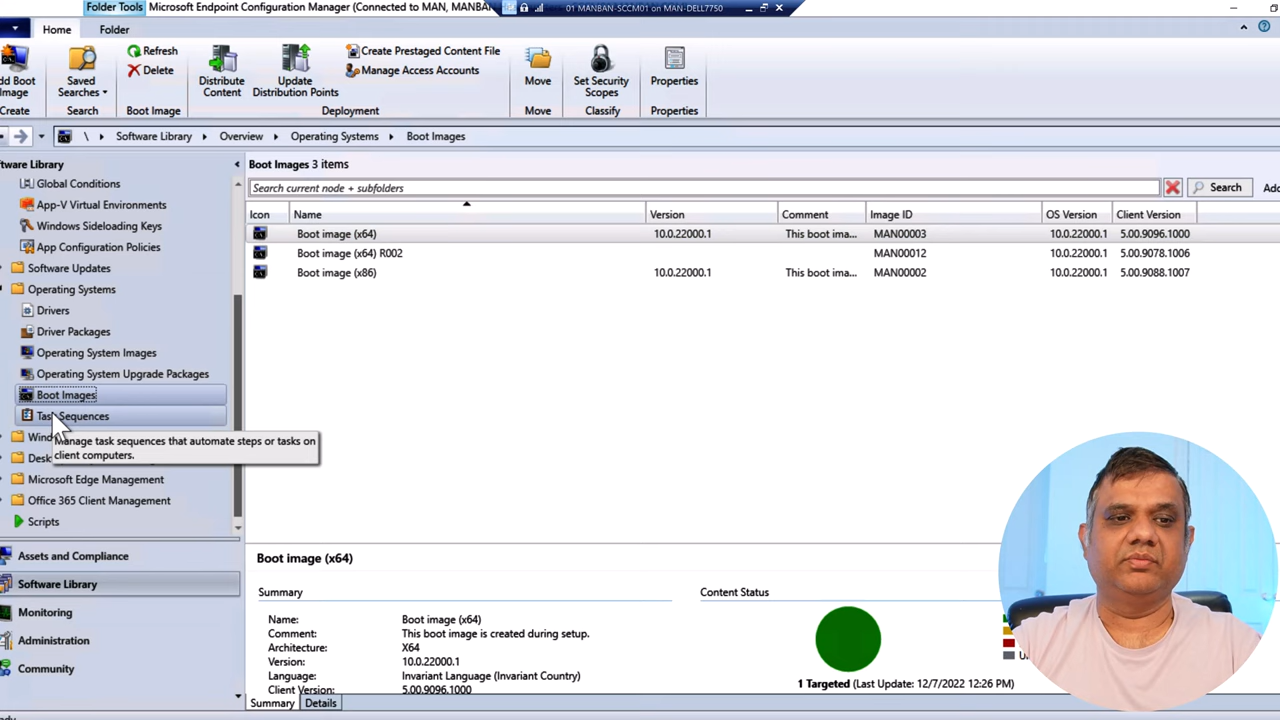 Folder Tools
Microsoft Endpoint Configuration Manager (Connected to MAN, MANBAN
01 MANBAN-SCCM01 on MAN-DELL7750
Home
Folder
Boot
Image
Create
Saved
Searches
Search
Refresh
Delete
Boot Image
Distribute
Content
Update
Distribution Points
Create Prestaged Content File
Manage Access Accounts
Deployment
Move
Move
Set Security
Scopes
Classify
Properties
Properties
\ Software Library Overview Operating Systems Boot Images
ftware Library
Global Conditions
App-V Virtual Environments
Windows Sideloading Keys
App Configuration Policies
Software Updates
Operating Systems
Drivers
Driver Packages
Operating System Images
Operating System Upgrade Packages
Boot Images
Task Sequences
Manage task sequences that automate steps or tasks on
client computers.
Microsoft Edge Management
Office 365 Client Management
Scripts
Assets and Compliance
Software Library
Monitoring
Administration
Community
Boot Images 3 items
Search current node + subfolders
Search
Icon Name Version Comment Image ID OS Version Client Version
Boot image (x64) 10.0.22000.1 This boot ima... MAN00003 10.0.22000.1 5.00.9096.1000
Boot image (x64) R002 MAN00012 10.0.22000.1 5.00.9078.1006
Boot image (x86) 10.0.22000.1 This boot ima... MAN00002 10.0.22000.1 5.00.9088.1007
Boot image (x64)
Summary
Name: Boot image (x64)
Comment: This boot image is created during setup.
Architecture: X64
Version: 10.0.22000.1
Language: Invariant Language (Invariant Country)
Client Version: 5.00.9096.1000
Content Status
1 Targeted (Last Update: 12/7/2022 12:26 PM)
Summary
Details